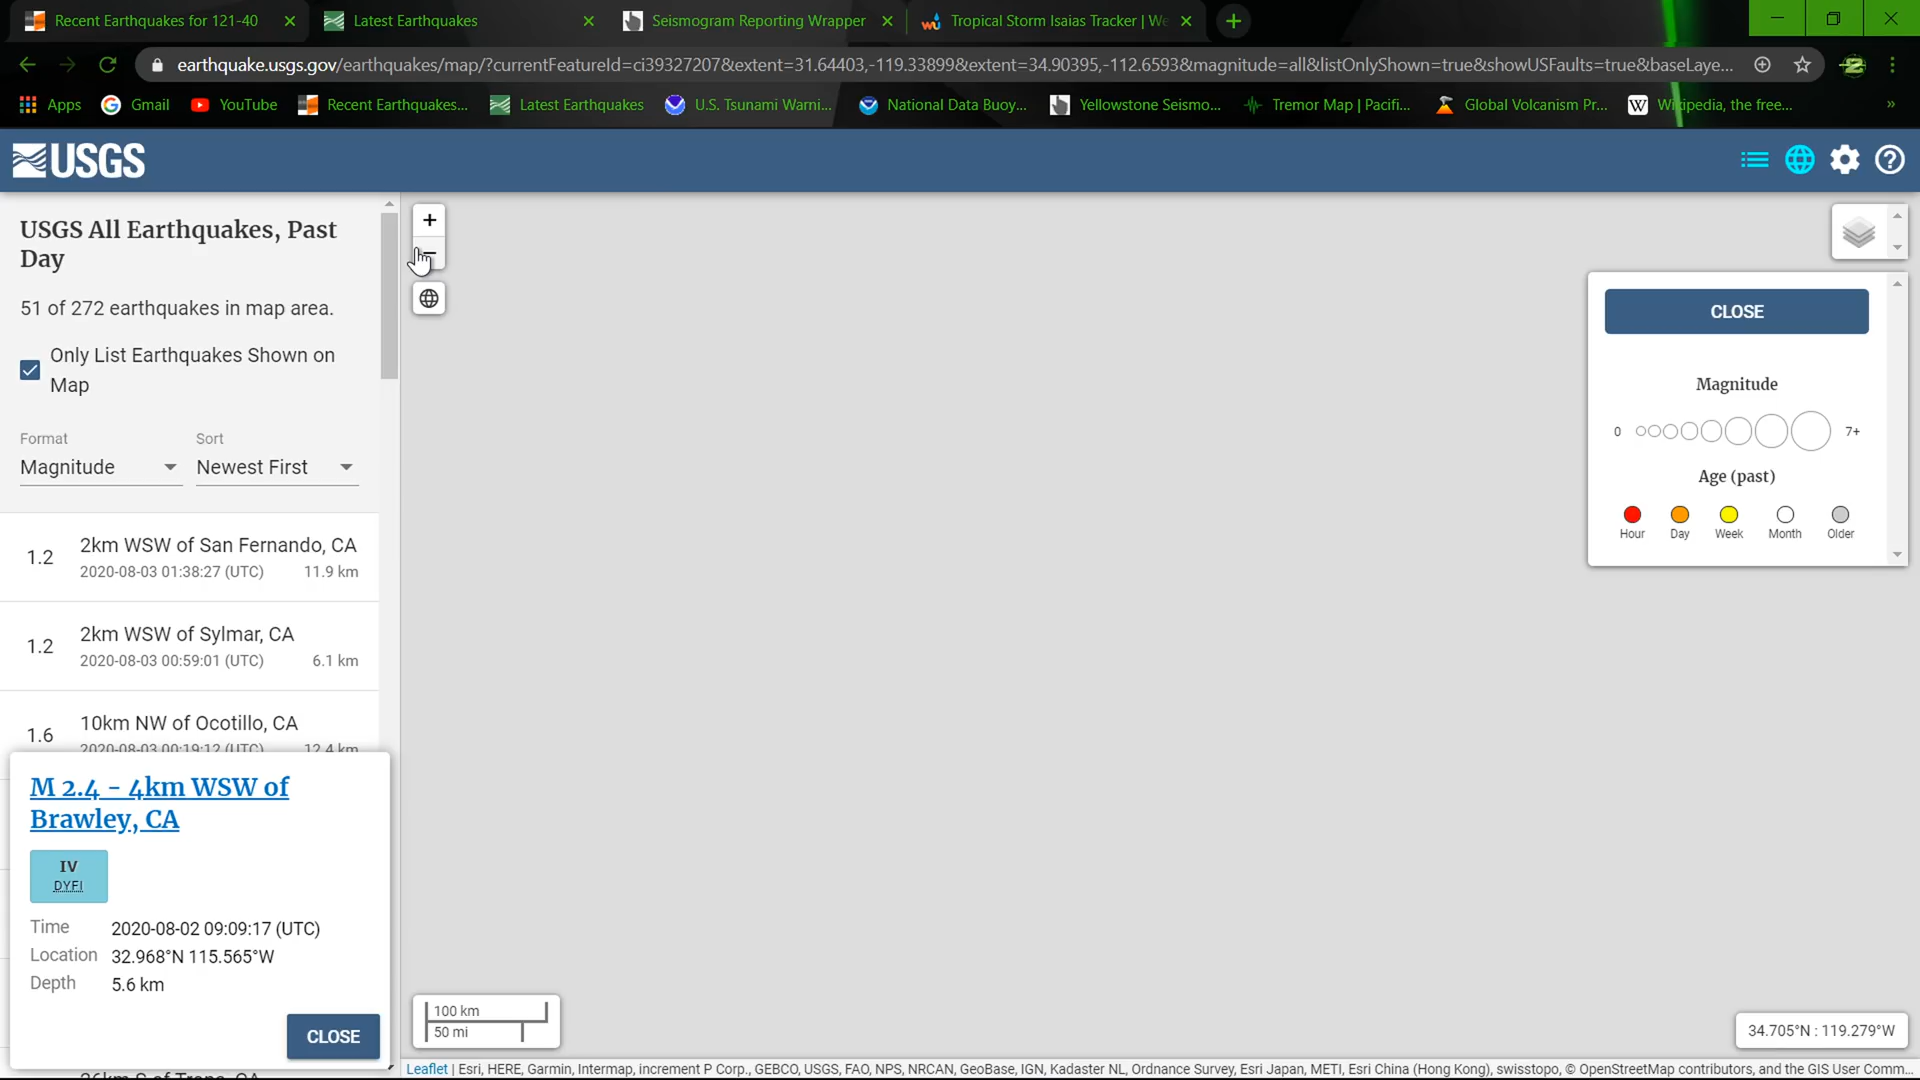 Recent Earthquakes for 121-40
Latest Earthquakes
Seismogram Reporting Wrapper
Tropical Storm Isaias Tracker | We
earthquake.usgs.gov/earthquakes/map/?currentFeatureId=ci39327207&extent=31.64403,-119.33899&extent=34.90395,-112.6593&magnitude=all&listOnlyShown=true&showUSFaults=true&baseLaye...
Apps
Gmail
YouTube
Recent Earthquakes...
Latest Earthquakes
U.S. Tsunami Warni...
National Data Buoy...
Yellowstone Seismo...
Tremor Map | Pacifi...
Global Volcanism Pr...
Wikipedia, the free...
USGS
USGS All Earthquakes, Past
Day
51 of 272 earthquakes in map area.
Only List Earthquakes Shown on
Map
Format
Sort
Magnitude
Newest First
1.2
2km WSW of San Fernando, CA
2020-08-03 01:38:27 (UTC)
11.9 km
1.2
2km WSW of Sylmar, CA
2020-08-03 00:59:01 (UTC)
6.1 km
1.6
10km NW of Ocotillo, CA
2020-08-03 00:19:12 (UTC)
12.4 km
M 2.4 - 4km WSW of
Brawley, CA
IV
DYFI
Time
2020-08-02 09:09:17 (UTC)
Location
32.968°N 115.565°W
Depth
5.6 km
CLOSE
CLOSE
Magnitude
0
7+
Age (past)
Hour
Day
Week
Month
Older
100 km
50 mi
34.705°N : 119.279°W
Leaflet | Esri, HERE, Garmin, Intermap, increment P Corp., GEBCO, USGS, FAO, NPS, NRCAN, GeoBase, IGN, Kadaster NL, Ordnance Survey, Esri Japan, METI, Esri China (Hong Kong), swisstopo, © OpenStreetMap contributors, and the GIS User Comm...